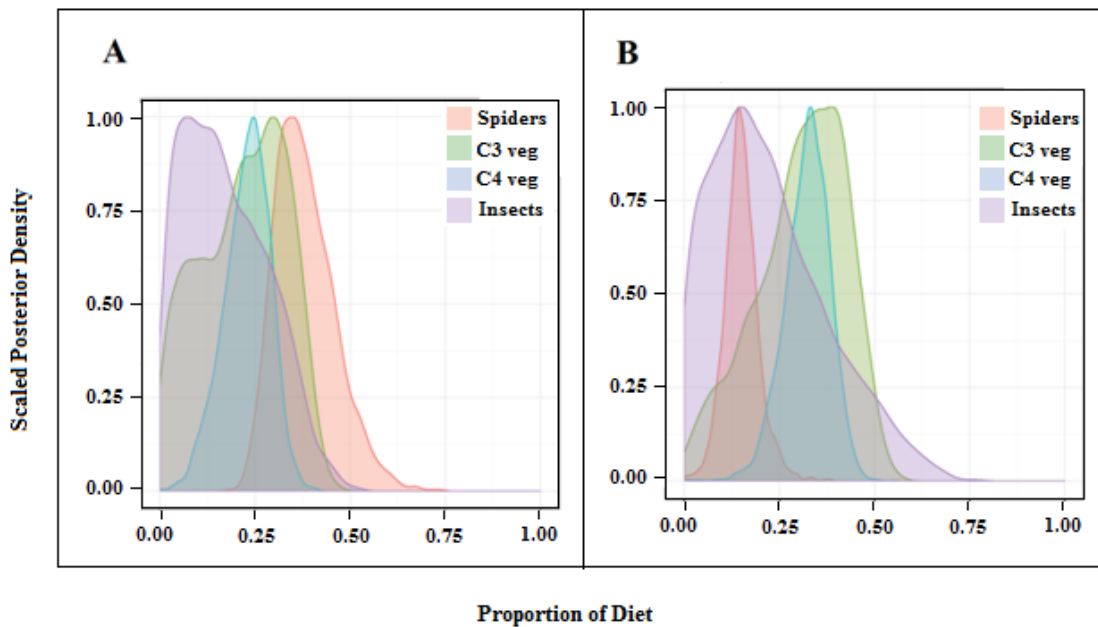 A
B
Spiders
C3 veg
C4 veg
Insects
1.00
0.75
0.50
0.25
0.00
0.00 0.25 0.50 0.75 1.00
Spiders
C3 veg
C4 veg
Insects
1.00
0.75
0.50
0.25
0.00
0.00 0.25 0.50 0.75 1.00
Scaled Posterior Density
Proportion of Diet